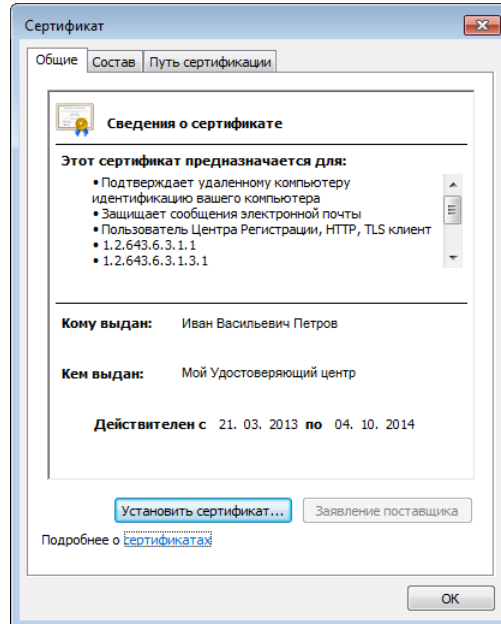 Сертификат
Общие Состав Путь сертификации
Сведения о сертификате
Этот сертификат предназначается для:
• Подтверждает удаленному компьютеру
идентификацию вашего компьютера
• Защищает сообщения электронной почты
• Пользователь Центра Регистрации, HTTP, TLS клиент
• 1.2.643.6.3.1.1
• 1.2.643.6.3.1.3.1
Кому выдан: Иван Васильевич Петров
Кем выдан: Мой Удостоверяющий центр
Действителен с 21. 03. 2013 по 04. 10. 2014
Установить сертификат... Заявление поставщика
Подробнее о сертификатах
ОК